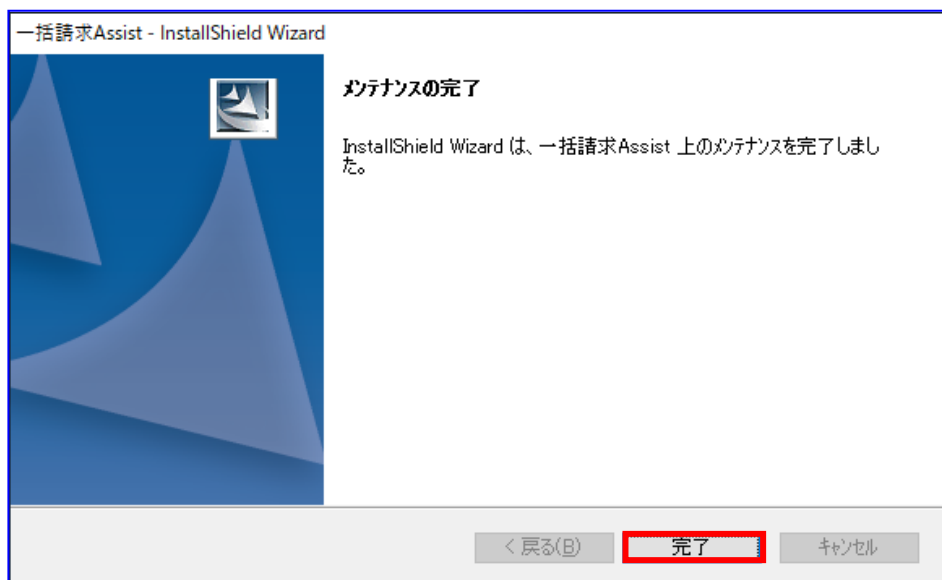 一括請求Assist - InstallShield Wizard
メンテナンスの完了
InstallShield Wizard は、一括請求Assist 上のメンテナンスを完了しまし
た。
< 戻る(B) 完了 キャンセル